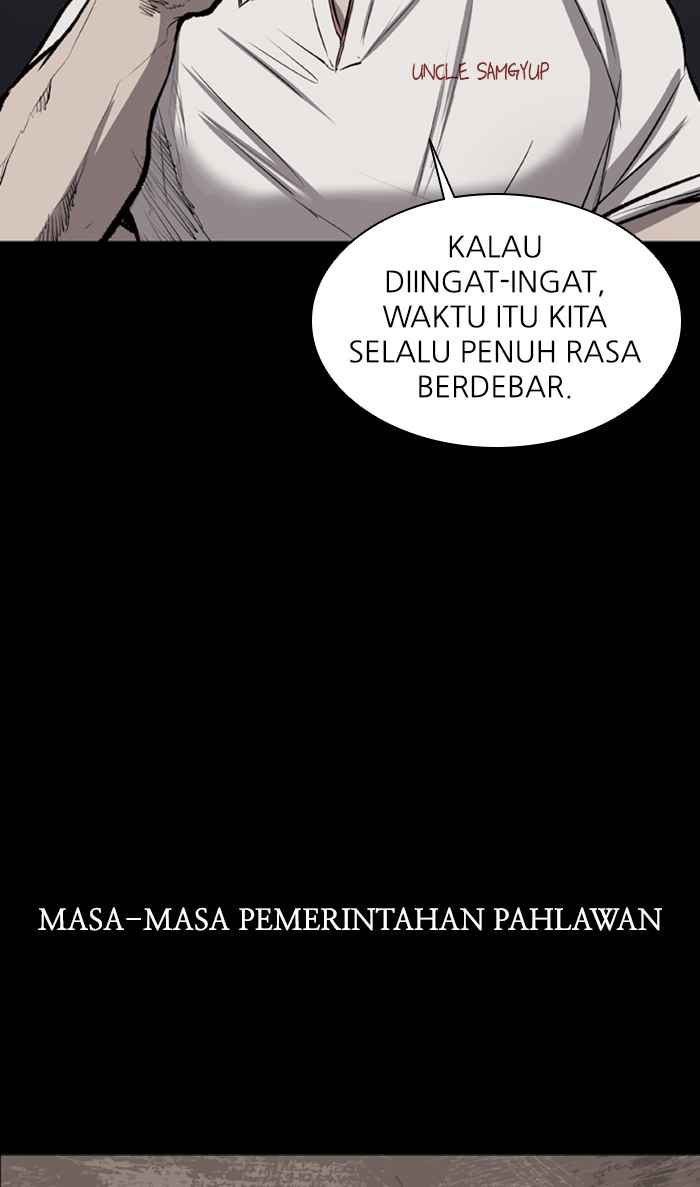 UNCLE SAMGYUP
KALAU
DIINGAT-INGAT,
WAKTU ITU KITA
SELALU PENUH RASA
BERDEBAR.
MASA-MASA PEMERINTAHAN PAHLAWAN